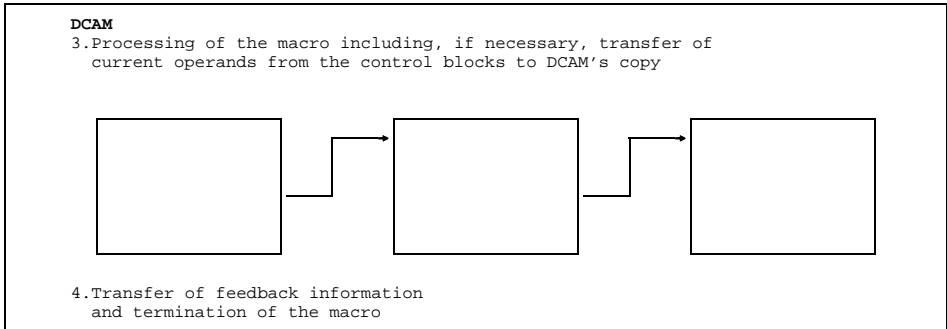 DCAM
3.Processing of the macro including, if necessary, transfer of
current operands from the control blocks to DCAM's copy
4.Transfer of feedback information
and termination of the macro